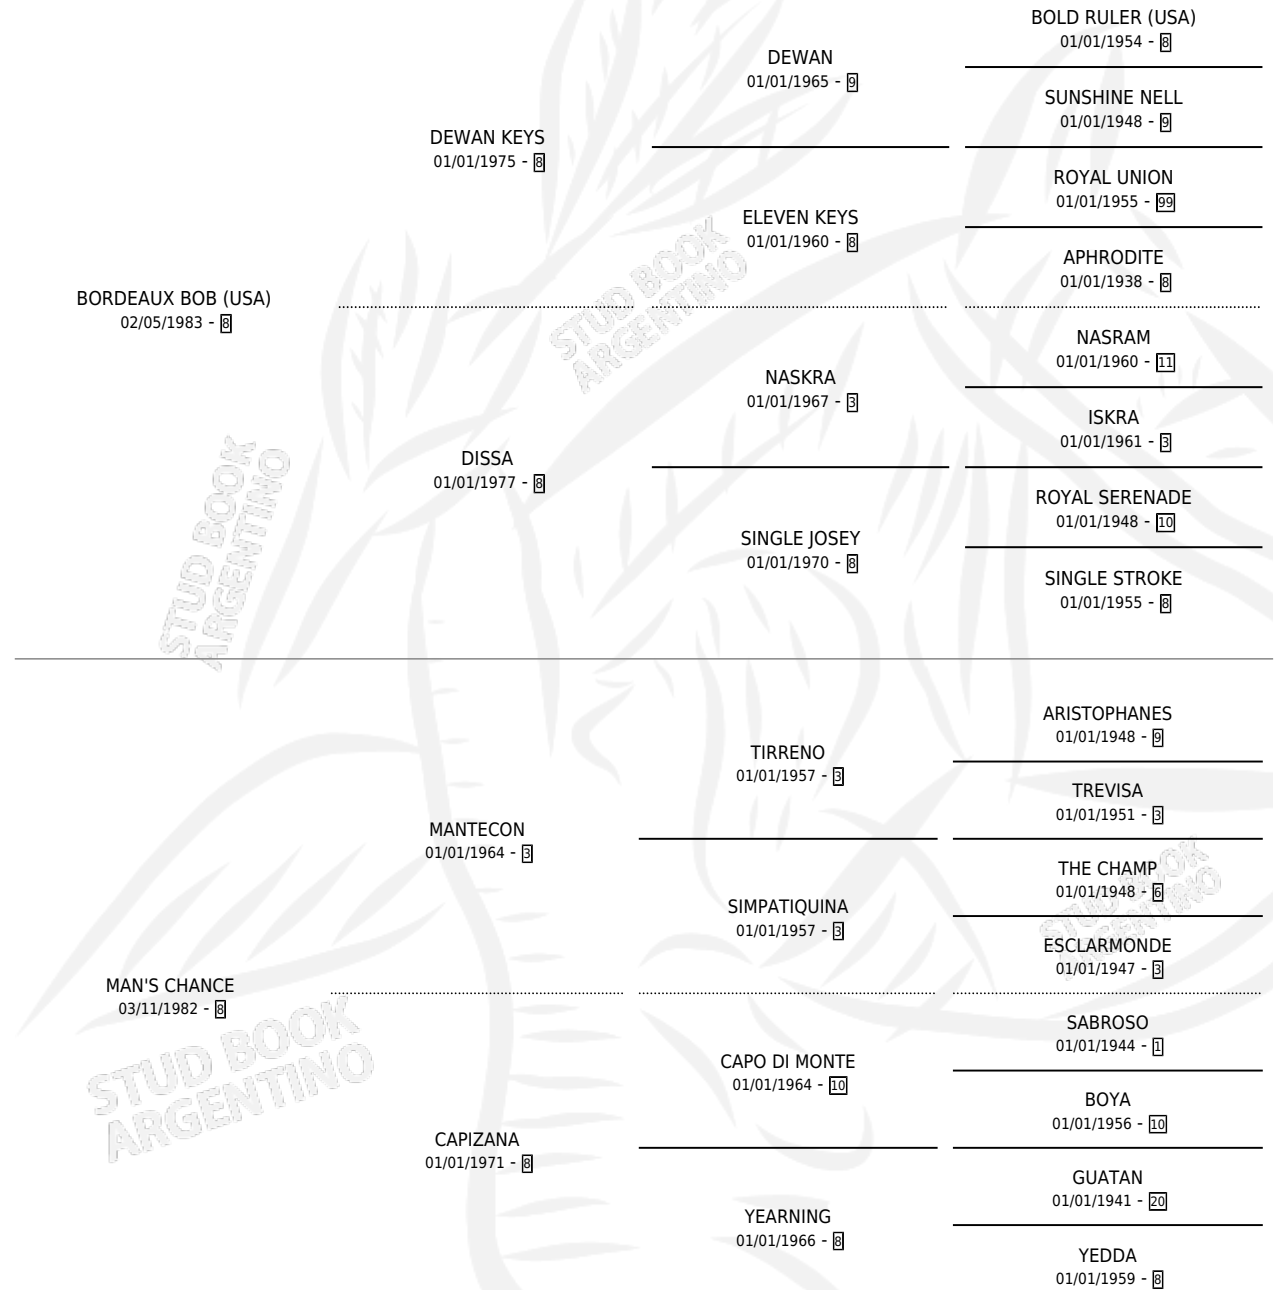 BOLD RULER (USA)
01/01/1954 - 8
DEWAN
01/01/1965 - 9
SUNSHINE NELL
01/01/1948 - 9
DEWAN KEYS
01/01/1975 - 8
ROYAL UNION
01/01/1955 - 99
ELEVEN KEYS
01/01/1960 - 8
APHRODITE
01/01/1938 - 8
BORDEAUX BOB (USA)
02/05/1983 - 8
STUD BOOK
ARGENTINO
NASRAM
01/01/1960 - 11
NASKRA
01/01/1967 - 3
ISKRA
01/01/1961 - 3
DISSA
01/01/1977 - 8
ROYAL SERENADE
01/01/1948 - 10
SINGLE JOSEY
01/01/1970 - 8
SINGLE STROKE
01/01/1955 - 8
STUD BOOK
ARGENTINO
ARISTOPHANES
01/01/1948 - 9
TIRRENO
01/01/1957 - 3
TREVISA
01/01/1951 - 3
MANTECON
01/01/1964 - 3
THE CHAMP
01/01/1948 - 6
SIMPATIQUINA
01/01/1957 - 3
STUD BOOK
ARGENTINO
ESCLARMONDE
01/01/1947 - 3
MAN'S CHANCE
03/11/1982 - 8
SABROSO
01/01/1944 - 1
CAPO DI MONTE
01/01/1964 - 10
STUD BOOK
ARGENTINO
BOYA
01/01/1956 - 10
CAPIZANA
01/01/1971 - 8
GUATAN
01/01/1941 - 20
YEARNING
01/01/1966 - 8
YEDDA
01/01/1959 - 8